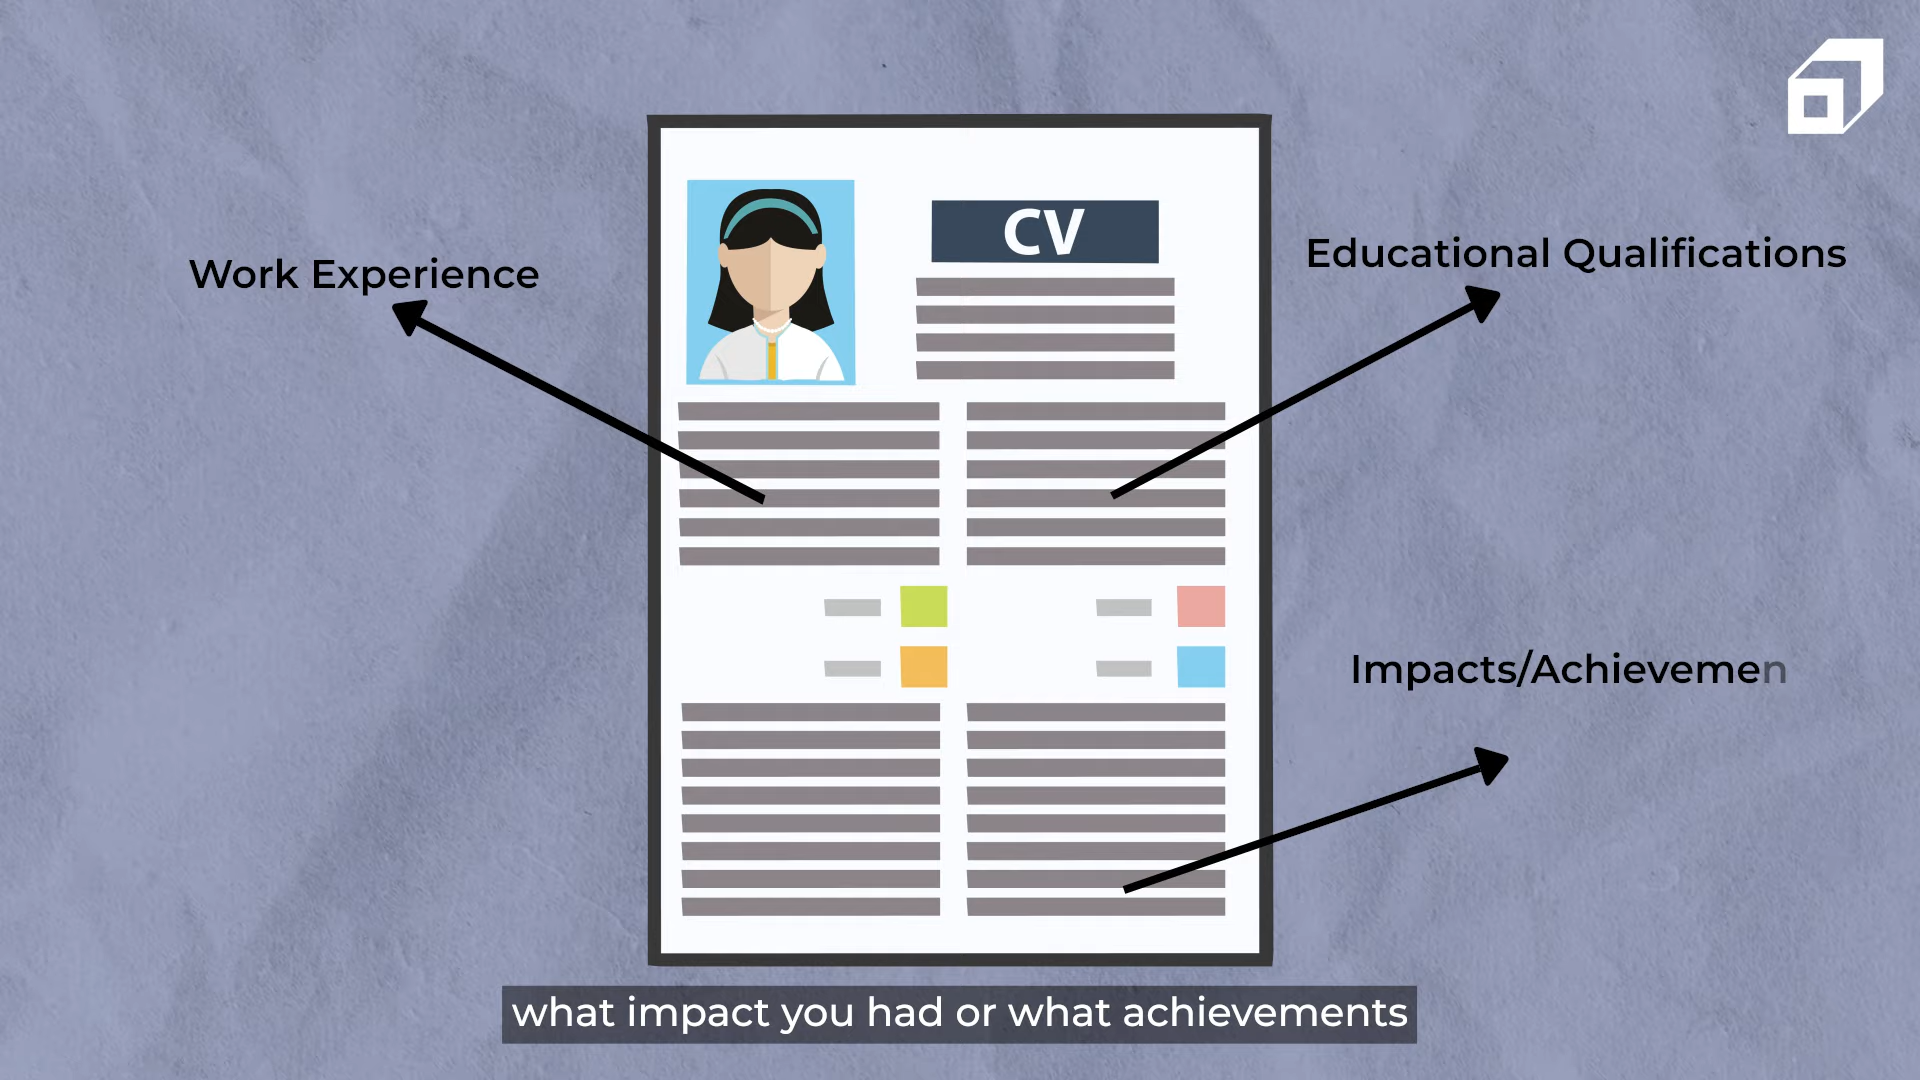 CV
Work Experience
Educational Qualifications
Impacts/Achievemen
what impact you had or what achievements